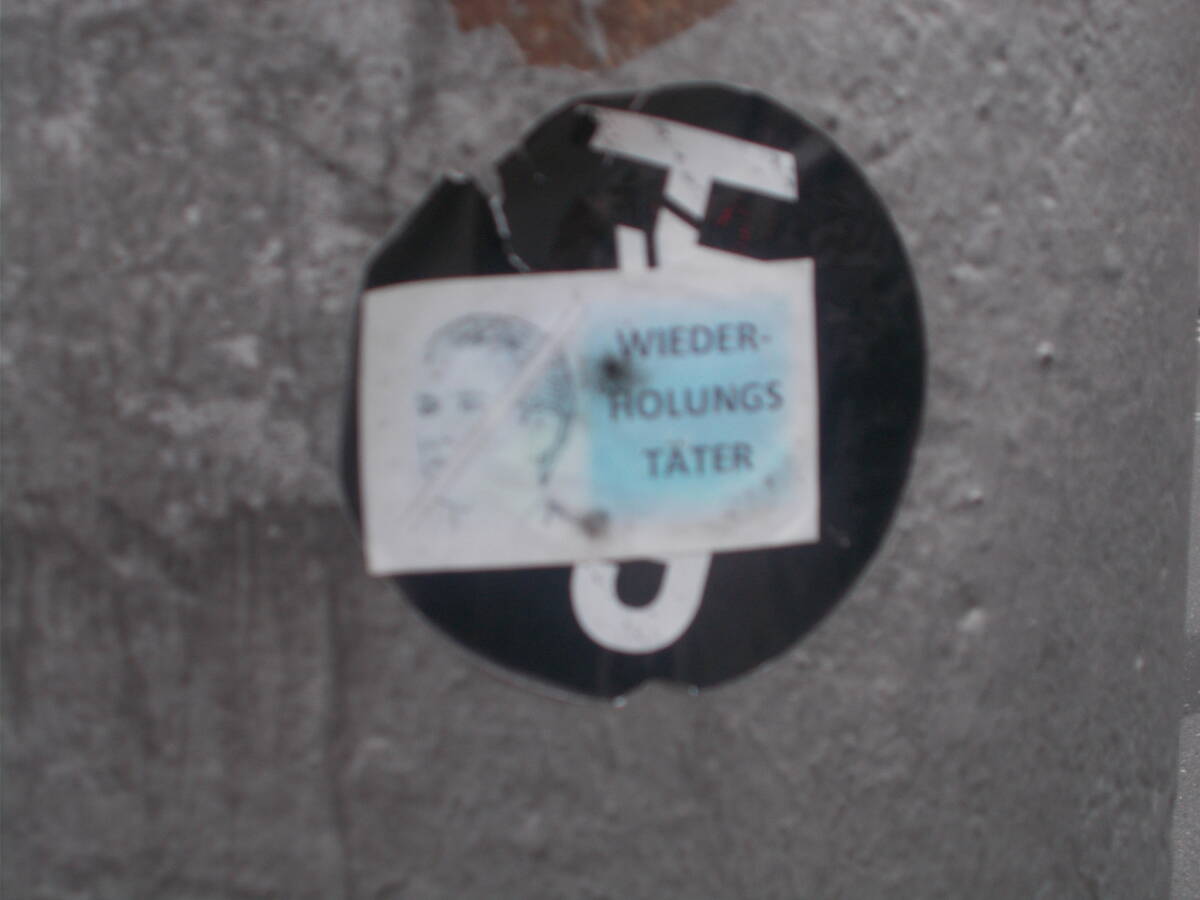 WIEDER-
HOLUNGS
TÄTER